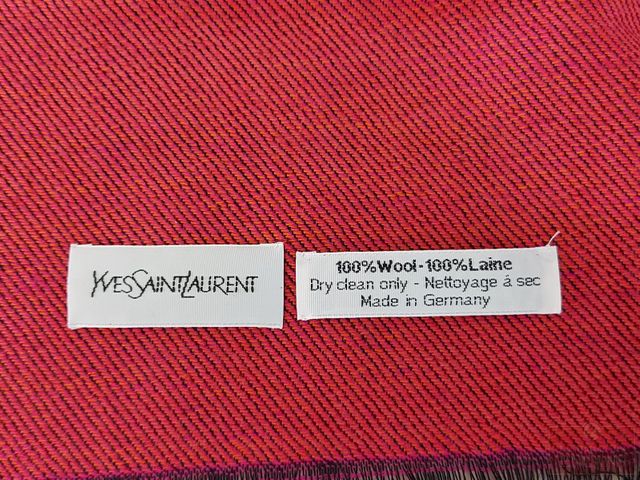 YVESSAINTLAURENT
100%Wool-100%Laine
Dry clean only - Nettoyage á sec
Made in Germany